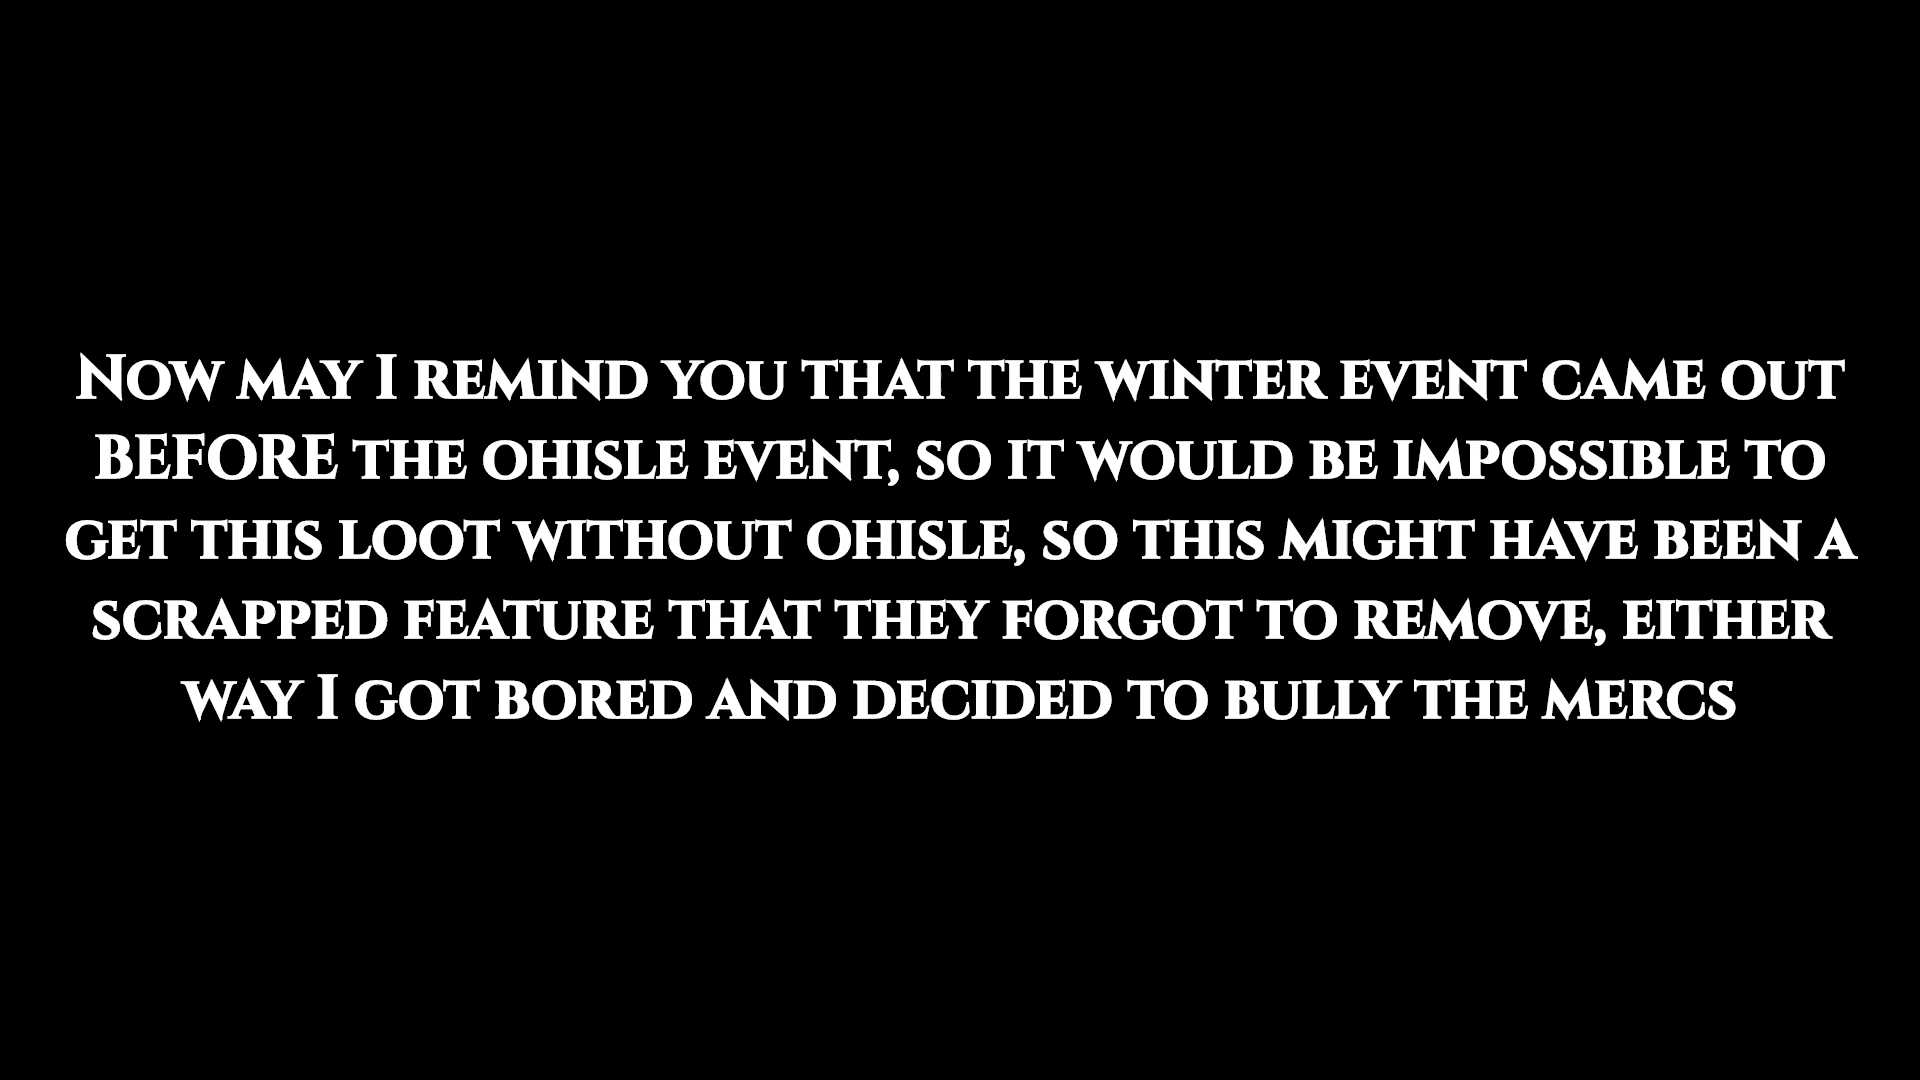 Now may I remind you that the winter event came out
BEFORE the ohisle event, so it would be impossible to
get this loot without ohisle, so this might have been a
scrapped feature that they forgot to remove, either
way I got bored and decided to bully the mercs